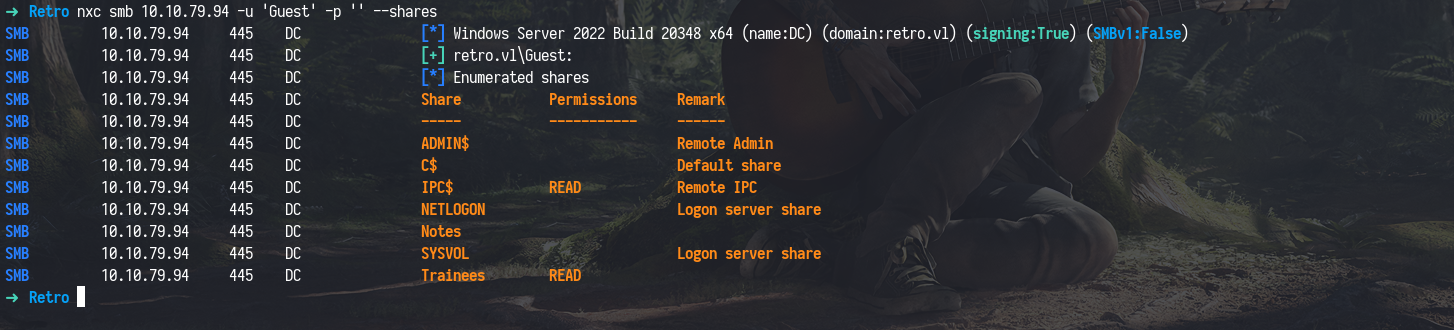 → Retro nxc smb 10.10.79.94 -u 'Guest' -p '' --shares
SMB 10.10.79.94 445 DC [*] Windows Server 2022 Build 20348 x64 (name:DC) (domain:retro.vl) (signing:True) (SMBv1:False)
SMB 10.10.79.94 445 DC [+] retro.vl\Guest:
SMB 10.10.79.94 445 DC [*] Enumerated shares
SMB 10.10.79.94 445 DC Share Permissions Remark
SMB 10.10.79.94 445 DC ----- ----------- ------
SMB 10.10.79.94 445 DC ADMIN$ Remote Admin
SMB 10.10.79.94 445 DC C$ Default share
SMB 10.10.79.94 445 DC IPC$ READ Remote IPC
SMB 10.10.79.94 445 DC NETLOGON Logon server share
SMB 10.10.79.94 445 DC Notes
SMB 10.10.79.94 445 DC SYSVOL Logon server share
SMB 10.10.79.94 445 DC Trainees READ
→ Retro